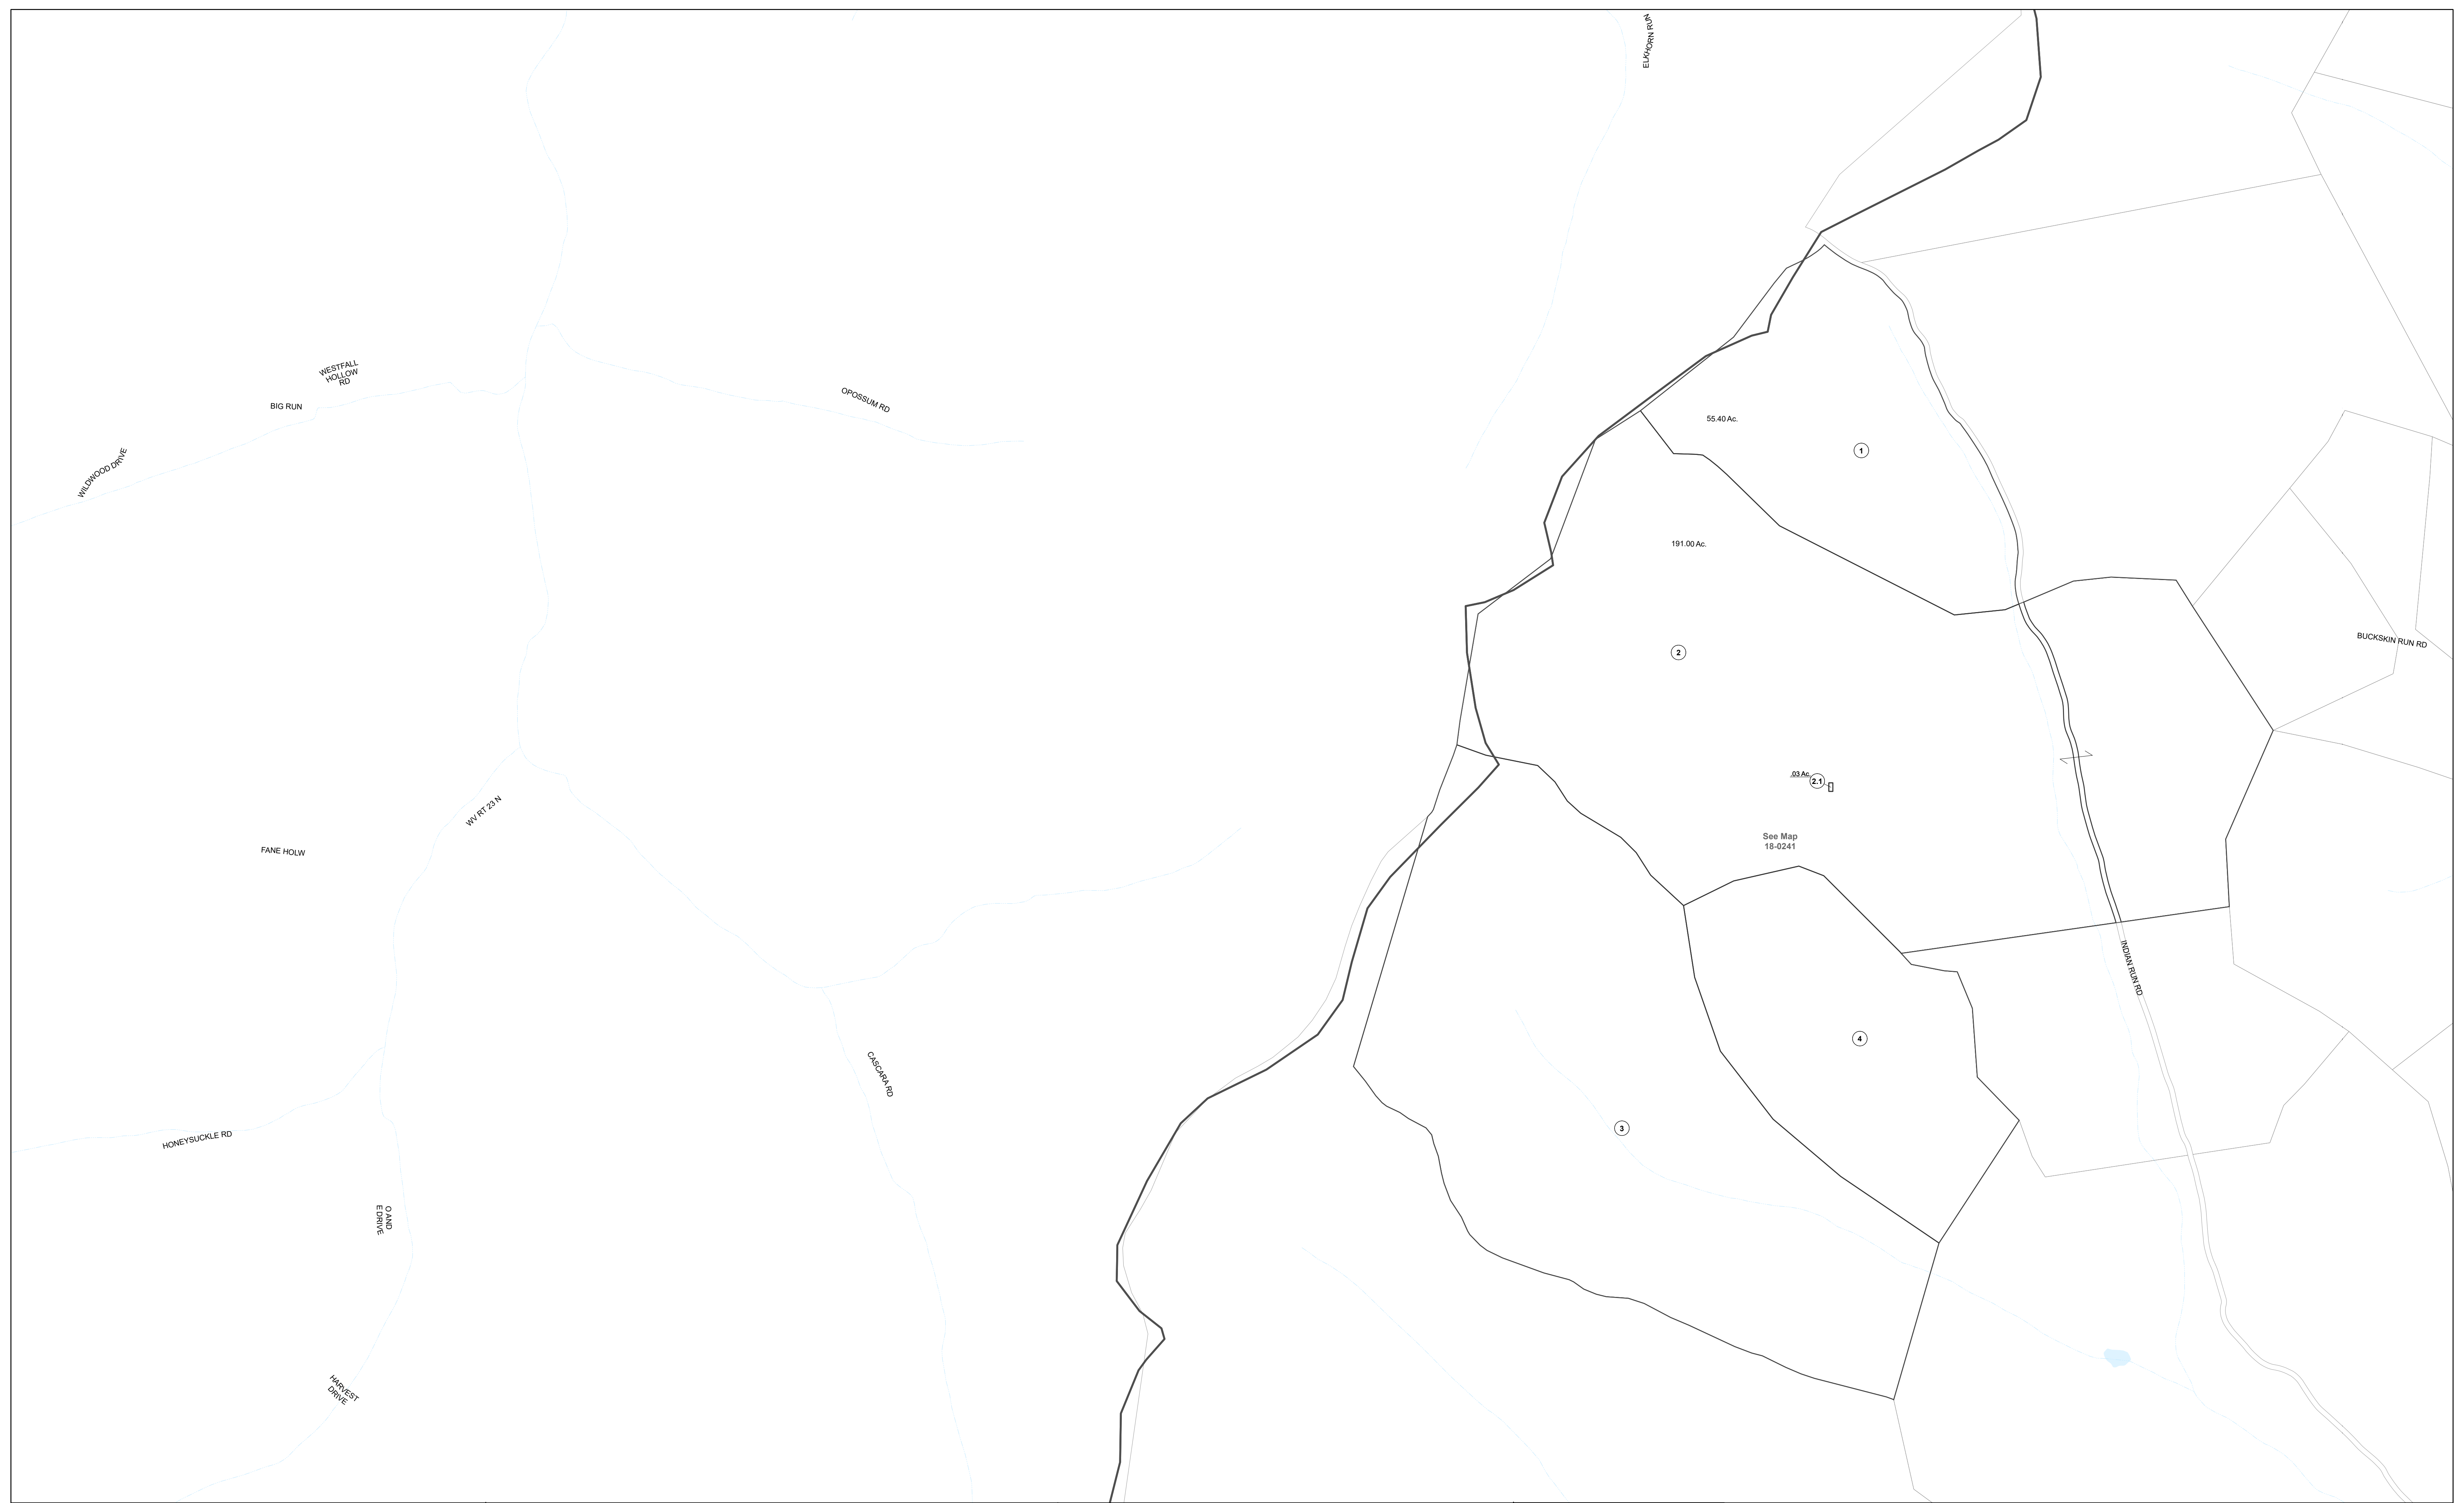 ELKHORN RUN
WESTFALL
HOLLOW
RD
BIG RUN
OPOSSUM RD
WILDWOOD DRIVE
55.40 Ac.
1
191.00 Ac.
BUCKSKIN RUN RD
2
.03 Ac.
2.1
WV RT 23 N
See Map
18-0241
FANE HOLW
INDIAN RUN RD
4
CASCARA RD
3
HONEYSUCKLE RD
O AND
E DRIVE
HARVEST
DRIVE